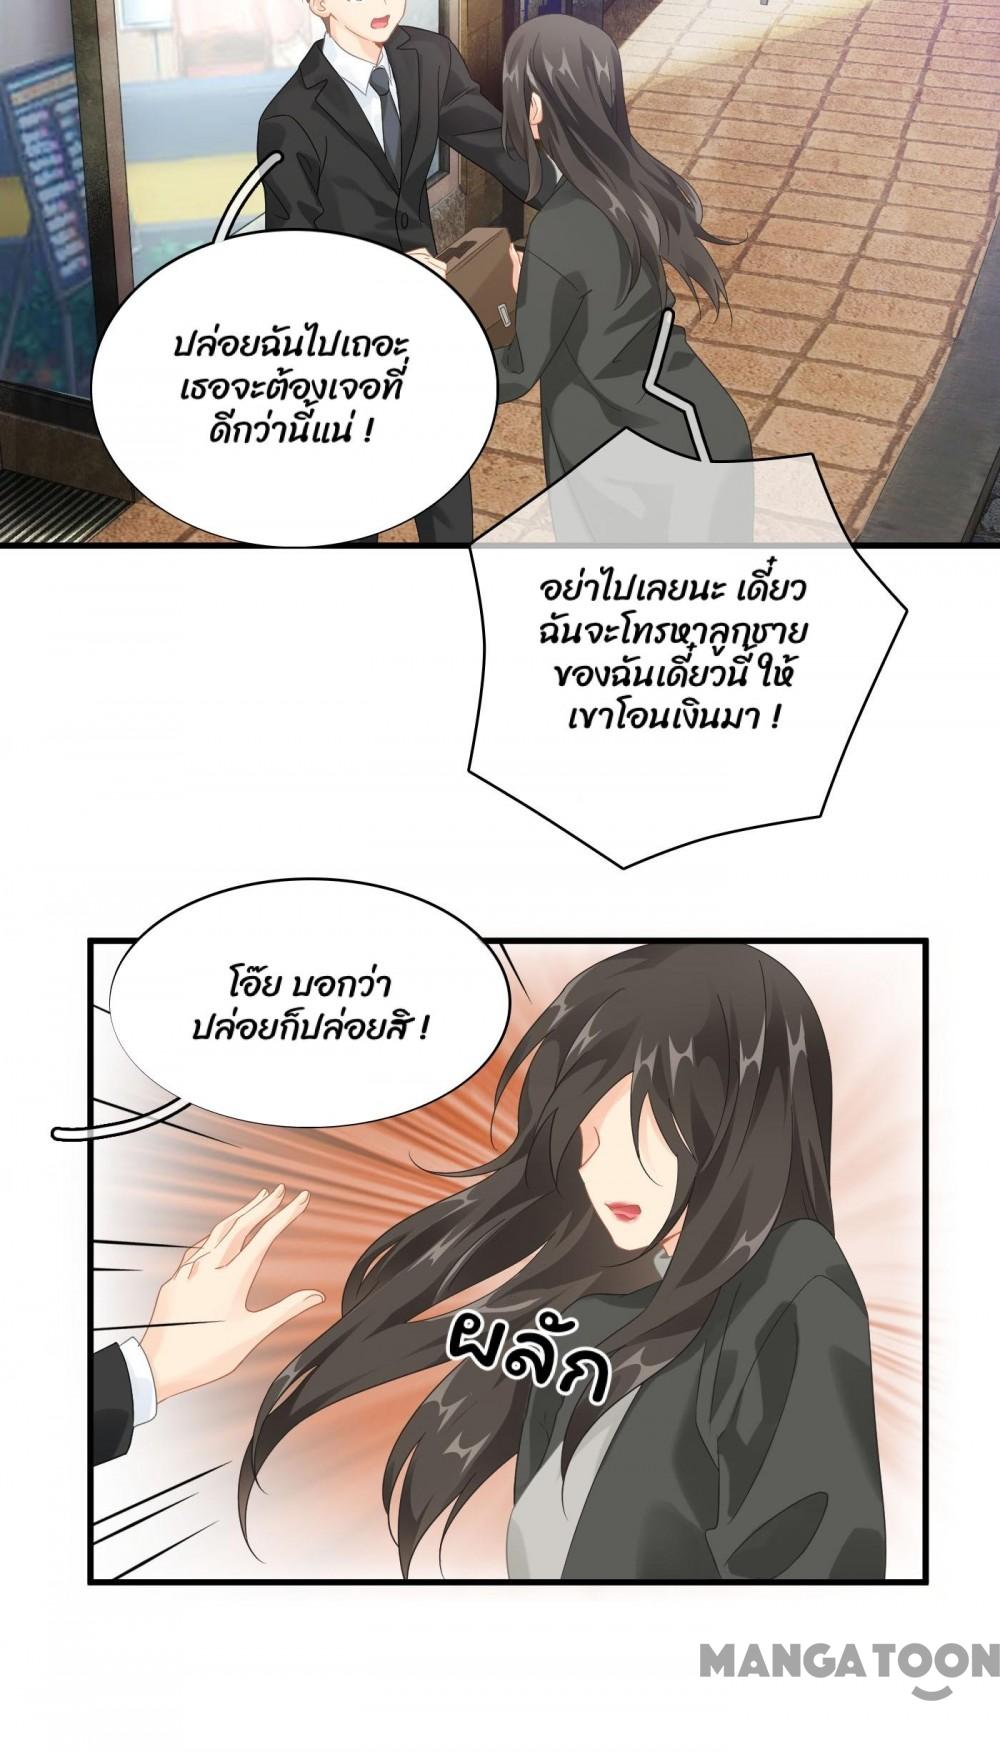 ปล่อยฉันไปเถอะ
เธอจะต้องเจอที่
ดีกว่านี้แน่ !
อย่าไปเลยนะ เดี๋ยว
ฉันจะโทรหาลูกชาย
ของฉันเดี๋ยวนี้ ให้
เขาโอนเงินมา !
โอ๊ย บอกว่า
ปล่อยก็ปล่อยสิ !
ผลัก
MANGATOON